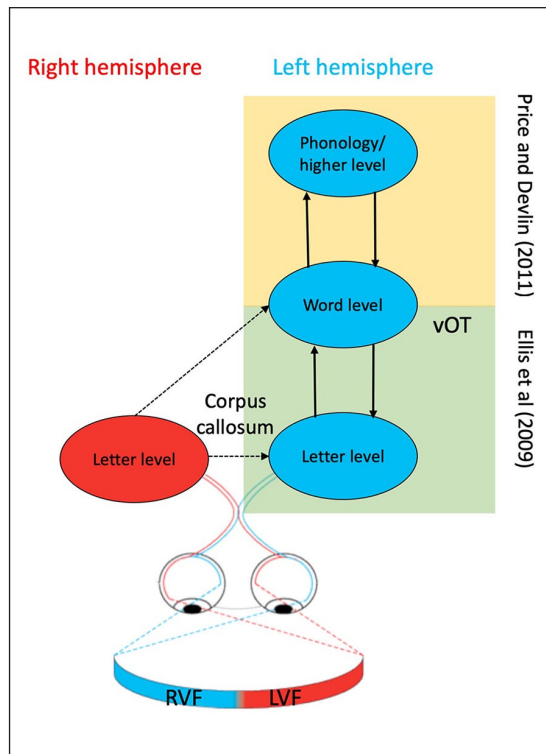 Right hemisphere
Left hemisphere
Phonology/
higher level
Price and Devlin (2011)
Word level
vOT
Ellis et al (2009)
Corpus
callosum
Letter level
Letter level
RVF
LVF